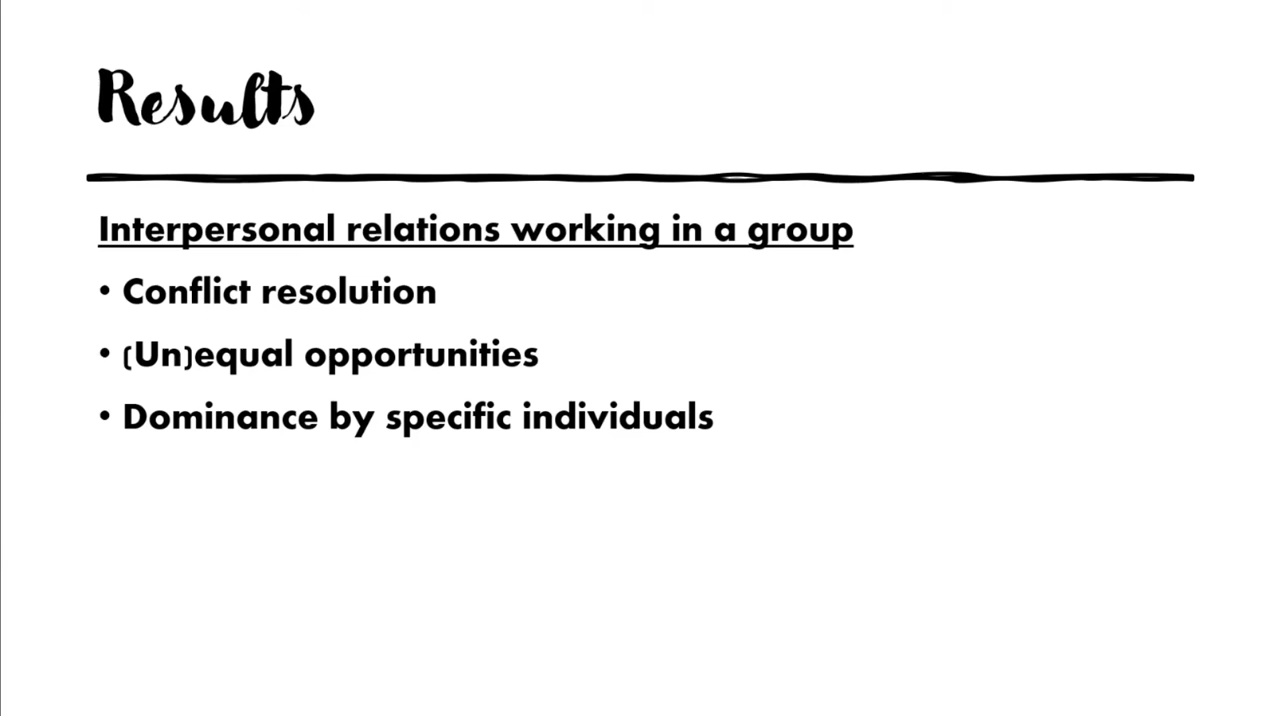 Results
Interpersonal relations working in a group
• Conflict resolution
• (Un)equal opportunities
• Dominance by specific individuals